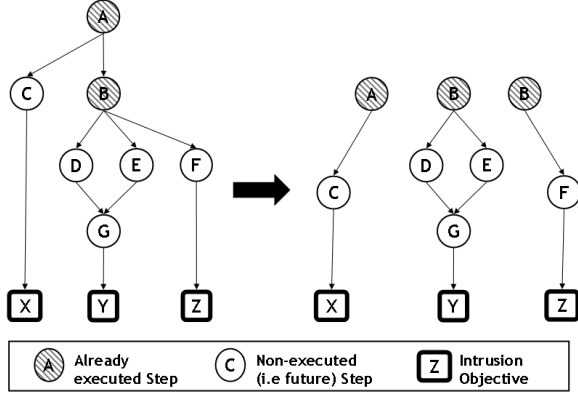 A
C
B
A
B
B
D
E
F
D
E
C
F
G
G
X
Y
Z
X
Y
Z
A
Already
executed Step
C
Non-executed
(i.e future) Step
Z
Intrusion
Objective